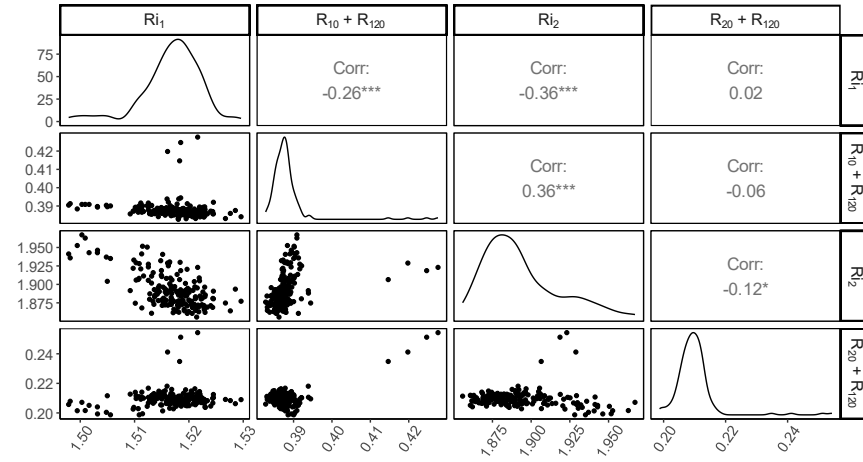 Ri₁ R₁₀ + R₁₂₀ Ri₂ R₂₀ + R₁₂₀
75
50
25
0
Corr:
-0.26***
Corr:
-0.36***
Corr:
0.02
Ri₁
0.42
0.41
0.40
0.39
Corr:
0.36***
Corr:
-0.06
R₁₀ + R₁₂₀
1.950
1.925
1.900
1.875
Corr:
-0.12*
Ri₂
0.24
0.22
0.20
R₂₀ + R₁₂₀
1.50 1.51 1.52 1.53 0.39 0.40 0.41 0.42 1.875 1.900 1.925 1.950 0.20 0.22 0.24